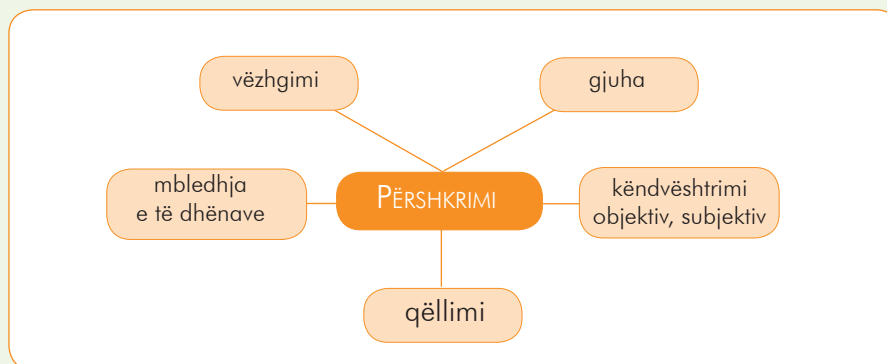 vëzhgimi
gjuha
mbledhja
e të dhënave
PËRSHKRIMI
këndvështrimi
objektiv, subjektiv
qëllimi